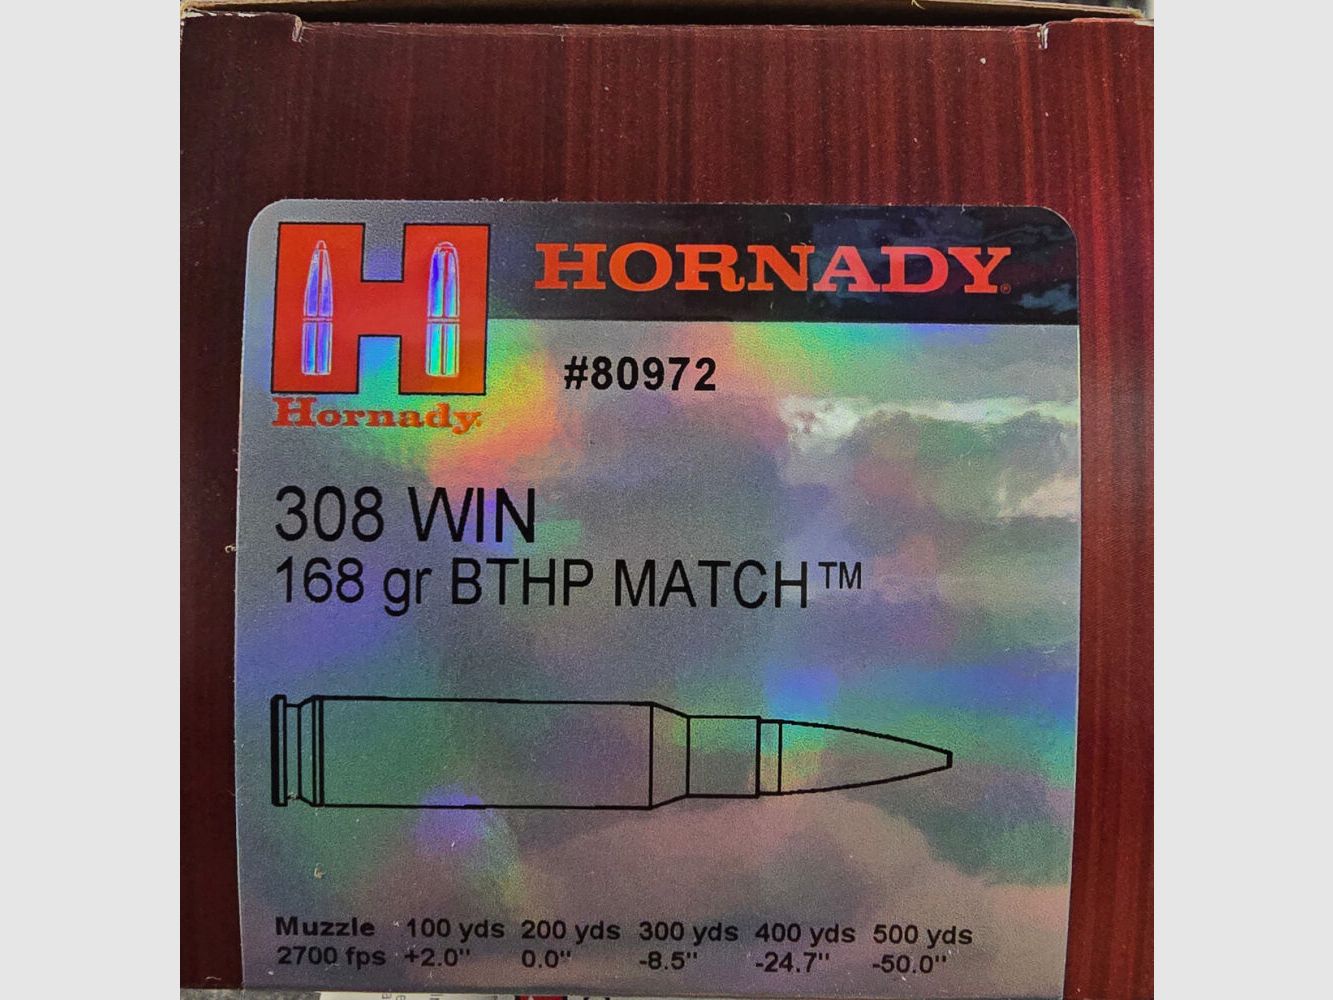 HORNADY®
Hornady
#80972
308 WIN
168 gr BTHP MATCH™
Muzzle 100 yds 200 yds 300 yds 400 yds 500 yds
2700 fps +2.0" 0.0" -8.5" -24.7" -50.0"